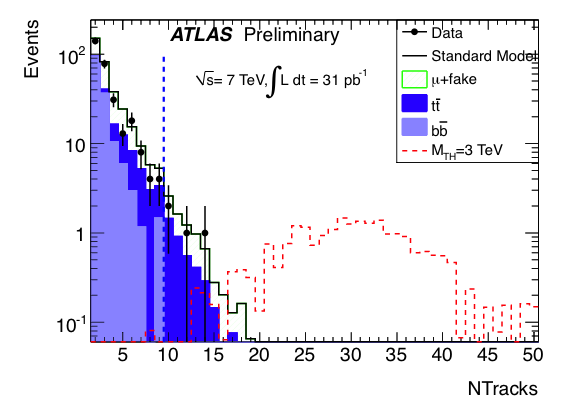 Events
ATLAS Preliminary
√s= 7 TeV,∫L dt = 31 pb⁻¹
Data
Standard Model
μ+fake
tt̄
bb̄
M_TH=3 TeV
10²
10
1
10⁻¹
5 10 15 20 25 30 35 40 45 50
NTracks